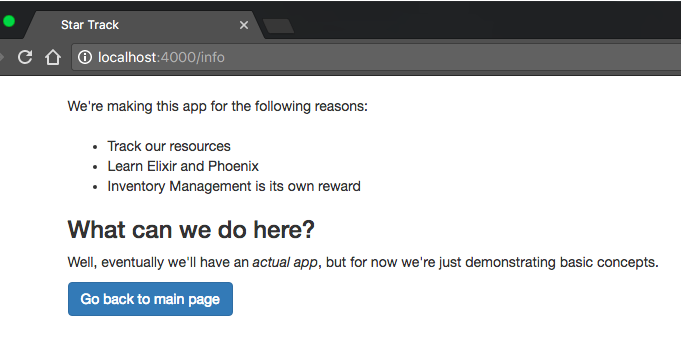 Star Track
localhost:4000/info
We're making this app for the following reasons:
Track our resources
Learn Elixir and Phoenix
Inventory Management is its own reward
What can we do here?
Well, eventually we'll have an actual app, but for now we're just demonstrating basic concepts.
Go back to main page